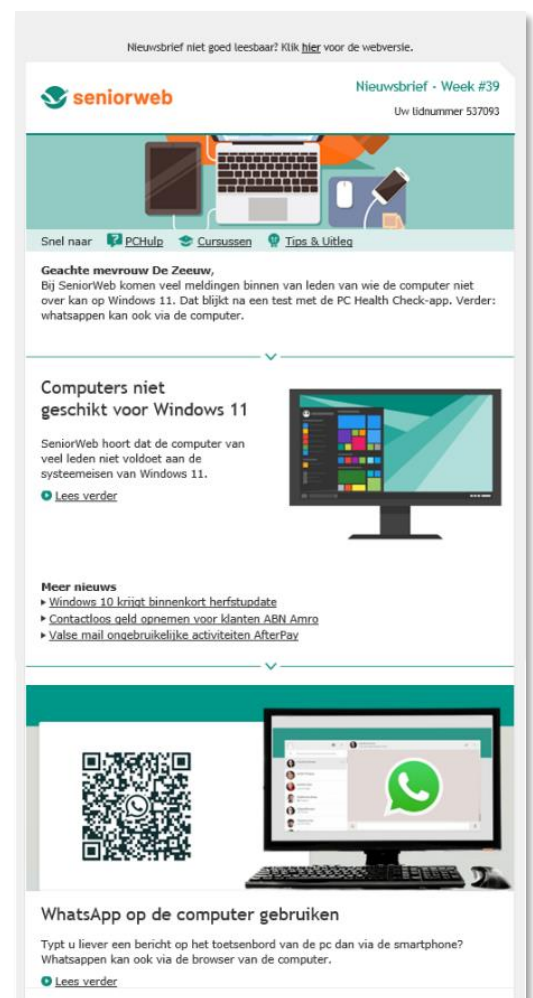 Nieuwsbrief niet goed leesbaar? Klik hier voor de webversie.
seniorweb
Nieuwsbrief - Week #39
Uw lidnummer 537093
Snel naar PCHulp Cursussen Tips & Uitleg
Geachte mevrouw De Zeeuw,
Bij SeniorWeb komen veel meldingen binnen van leden van wie de computer niet
over kan op Windows 11. Dat blijkt na een test met de PC Health Check-app. Verder:
whatsappen kan ook via de computer.
Computers niet
geschikt voor Windows 11
SeniorWeb hoort dat de computer van
veel leden niet voldoet aan de
systeemeisen van Windows 11.
Lees verder
Meer nieuws
Windows 10 krijgt binnenkort herfstupdate
Contactloos geld opnemen voor klanten ABN Amro
Valse mail ongebruikelijke activiteiten AfterPay
WhatsApp op de computer gebruiken
Typt u liever een bericht op het toetsenbord van de pc dan via de smartphone?
Whatsappen kan ook via de browser van de computer.
Lees verder